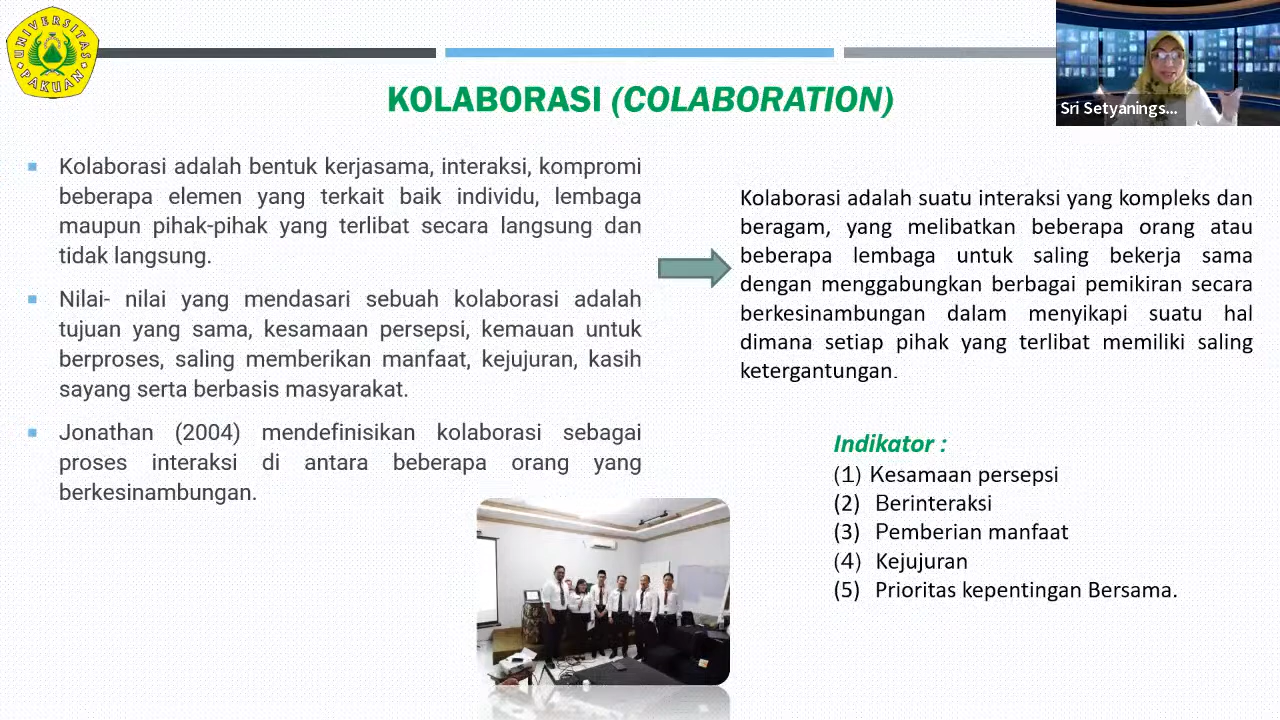 UNIVERSITAS
PAKUAN
Sri Setyanings...
KOLABORASI (COLABORATION)
Kolaborasi adalah bentuk kerjasama, interaksi, kompromi
beberapa elemen yang terkait baik individu, lembaga
maupun pihak-pihak yang terlibat secara langsung dan
tidak langsung.
Nilai- nilai yang mendasari sebuah kolaborasi adalah
tujuan yang sama, kesamaan persepsi, kemauan untuk
berproses, saling memberikan manfaat, kejujuran, kasih
sayang serta berbasis masyarakat.
Jonathan (2004) mendefinisikan kolaborasi sebagai
proses interaksi di antara beberapa orang yang
berkesinambungan.
Kolaborasi adalah suatu interaksi yang kompleks dan
beragam, yang melibatkan beberapa orang atau
beberapa lembaga untuk saling bekerja sama
dengan menggabungkan berbagai pemikiran secara
berkesinambungan dalam menyikapi suatu hal
dimana setiap pihak yang terlibat memiliki saling
ketergantungan.
Indikator :
(1) Kesamaan persepsi
(2) Berinteraksi
(3) Pemberian manfaat
(4) Kejujuran
(5) Prioritas kepentingan Bersama.